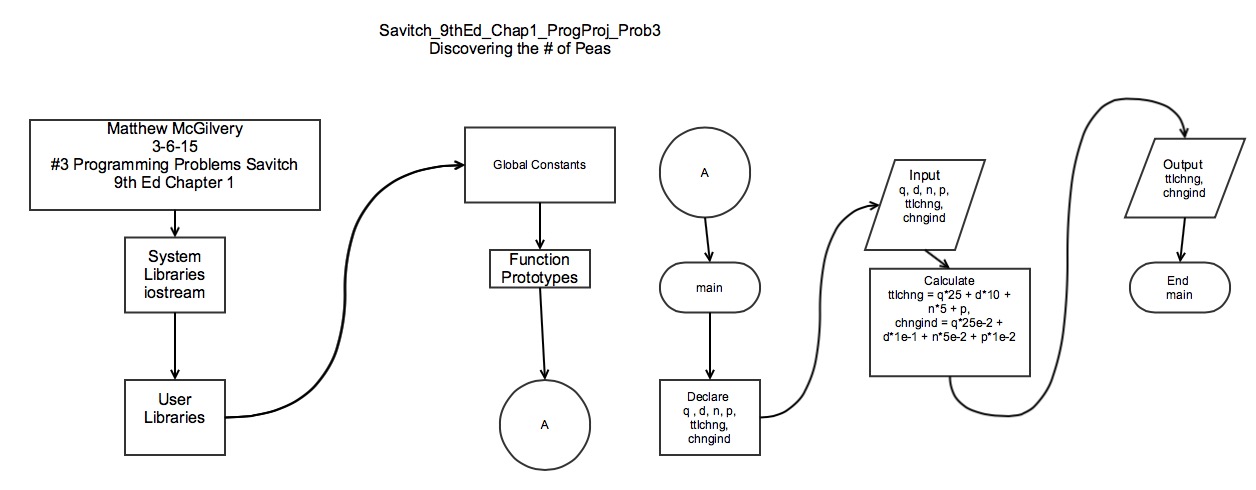 Savitch_9thEd_Chap1_ProgProj_Prob3
Discovering the # of Peas
Matthew McGilvery
3-6-15
#3 Programming Problems Savitch
9th Ed Chapter 1
System
Libraries
iostream
User
Libraries
Global Constants
Function
Prototypes
A
A
main
Declare
q , d, n, p,
ttlchng,
chngind
Input
q, d, n, p,
ttlchng,
chngind
Calculate
ttlchng = q*25 + d*10 +
n*5 + p,
chngind = q*25e-2 +
d*1e-1 + n*5e-2 + p*1e-2
Output
ttlchng,
chngind
End
main